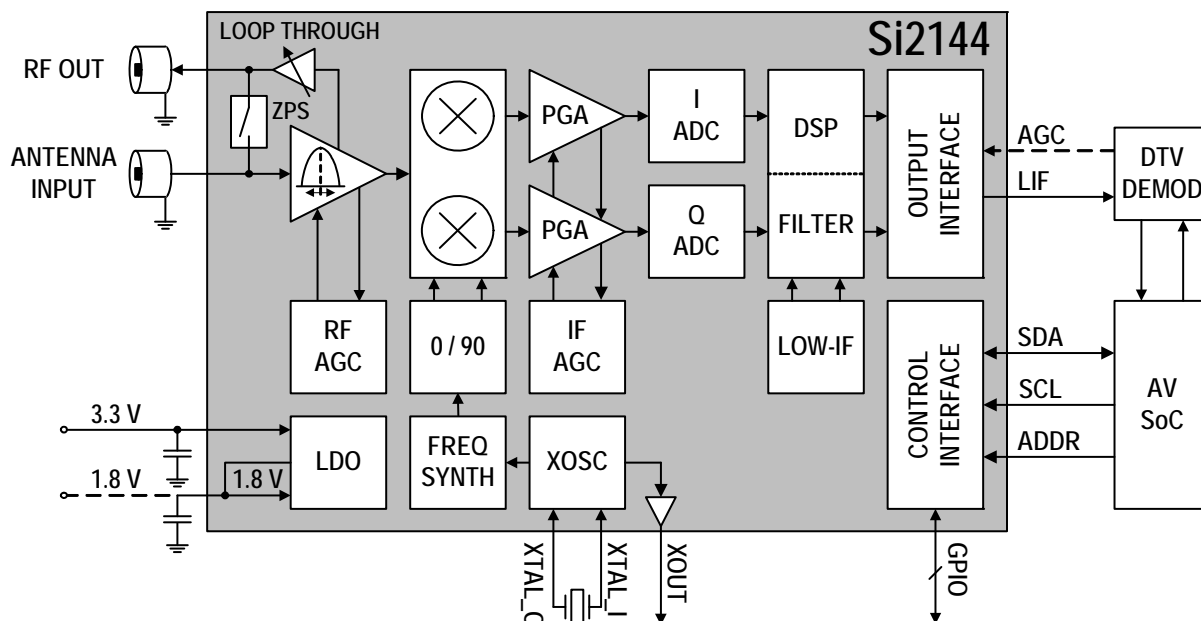 Si2144
LOOP THROUGH
RF OUT
ZPS
ANTENNA
INPUT
PGA
PGA
I
ADC
Q
ADC
DSP
FILTER
OUTPUT
INTERFACE
AGC
LIF
DTV
DEMOD
RF
AGC
0 / 90
IF
AGC
LOW-IF
CONTROL
INTERFACE
SDA
SCL
ADDR
AV
SoC
3.3 V
1.8 V
1.8 V
LDO
FREQ
SYNTH
XOSC
XTAL_O
XTAL_I
XOUT
GPIO